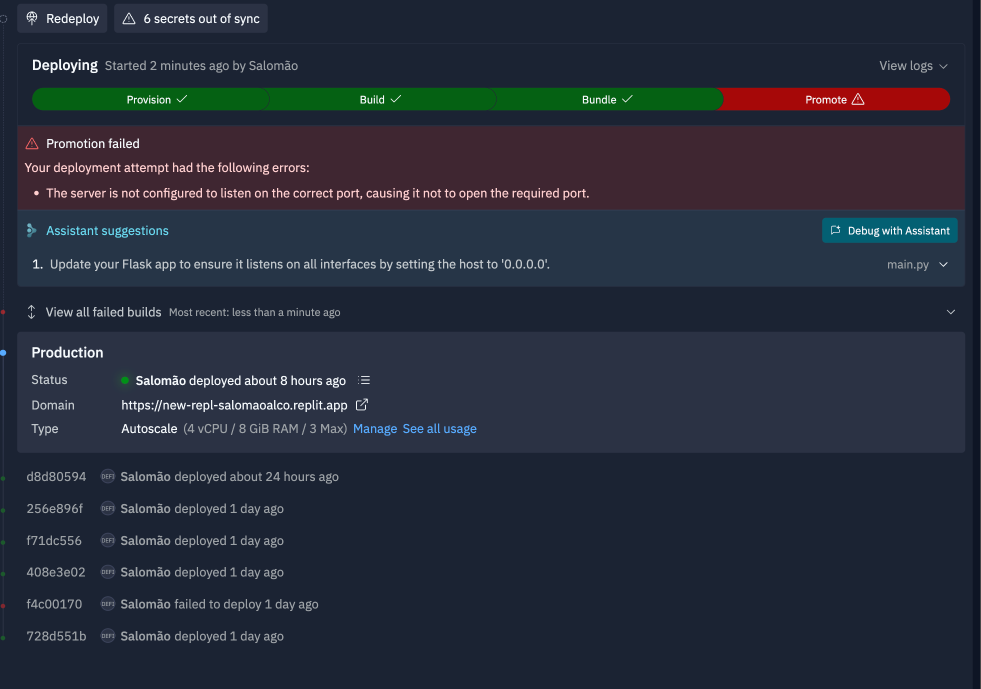 Redeploy 6 secrets out of sync
Deploying Started 2 minutes ago by Salomão View logs
Provision Build Bundle Promote
Promotion failed
Your deployment attempt had the following errors:
• The server is not configured to listen on the correct port, causing it not to open the required port.
Assistant suggestions Debug with Assistant
1. Update your Flask app to ensure it listens on all interfaces by setting the host to '0.0.0.0'. main.py
View all failed builds Most recent: less than a minute ago
Production
Status Salomão deployed about 8 hours ago
Domain https://new-repl-salomaoalco.replit.app
Type Autoscale (4 vCPU / 8 GiB RAM / 3 Max) Manage See all usage
d8d80594 DEFI Salomão deployed about 24 hours ago
256e896f DEFI Salomão deployed 1 day ago
f71dc556 DEFI Salomão deployed 1 day ago
408e3e02 DEFI Salomão deployed 1 day ago
f4c00170 DEFI Salomão failed to deploy 1 day ago
728d551b DEFI Salomão deployed 1 day ago